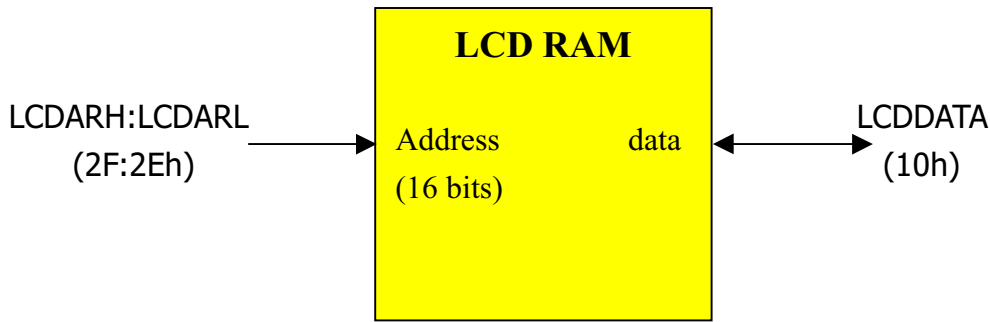 LCD RAM
LCDARH:LCDARL
(2F:2Eh)
Address
(16 bits)
data
LCDDATA
(10h)